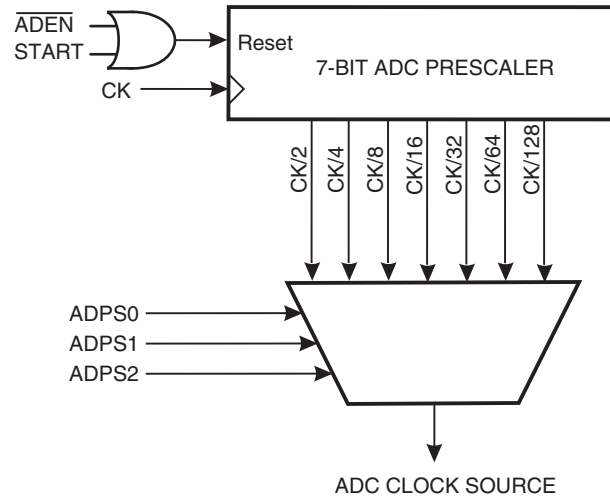 ADEN
START
Reset
CK
7-BIT ADC PRESCALER
CK/2
CK/4
CK/8
CK/16
CK/32
CK/64
CK/128
ADPS0
ADPS1
ADPS2
ADC CLOCK SOURCE